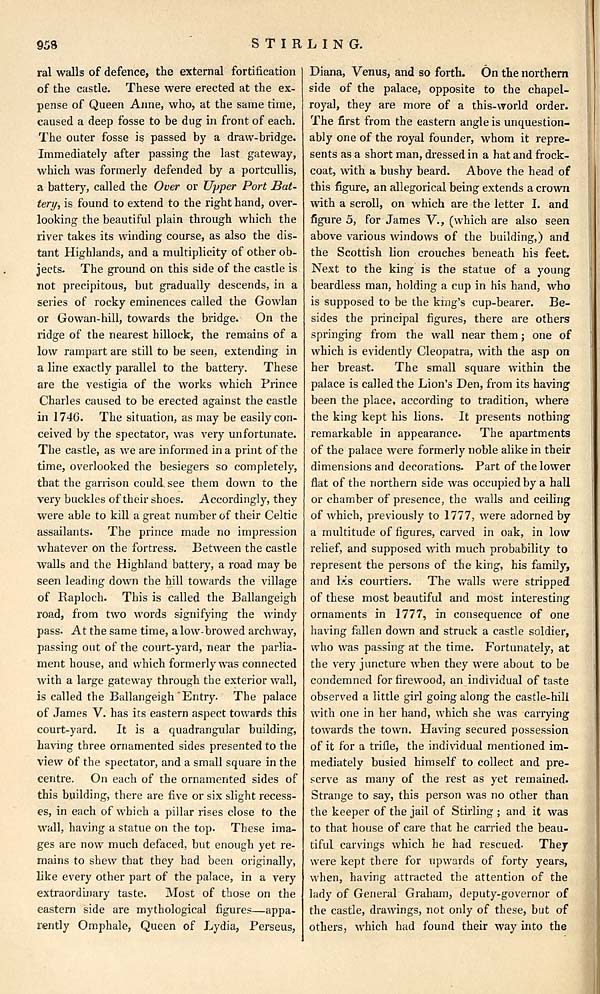 958
STIRLING.
ral walls of defence, the external fortification
of the castle. These were erected at the ex-
pense of Queen Anne, who, at the same time,
caused a deep fosse to be dug in front of each.
The outer fosse is passed by a draw-bridge.
Immediately after passing the last gateway,
which was formerly defended by a portcullis,
a battery, called the Over or Upper Port Bat-
tery, is found to extend to the right hand, over-
looking the beautiful plain through which the
river takes its winding course, as also the dis-
tant Highlands, and a multiplicity of other ob-
jects. The ground on this side of the castle is
not precipitous, but gradually descends, in a
series of rocky eminences called the Gowlan
or Gowan-hill, towards the bridge. On the
ridge of the nearest hillock, the remains of a
low rampart are still to be seen, extending in
a line exactly parallel to the battery. These
are the vestigia of the works which Prince
Charles caused to be erected against the castle
in 1746. The situation, as may be easily con-
ceived by the spectator, was very unfortunate.
The castle, as we are informed in a print of the
time, overlooked the besiegers so completely,
that the garrison could see them down to the
very buckles of their shoes. Accordingly, they
were able to kill a great number of their Celtic
assailants. The prince made no impression
whatever on the fortress. Between the castle
walls and the Highland battery, a road may be
seen leading down the hill towards the village
of Raploch. This is called the Ballangeigh
road, from two words signifying the windy
pass. At the same time, a low-browed archway,
passing out of the court-yard, near the parlia-
ment house, and which formerly was connected
with a large gateway through the exterior wall,
is called the Ballangeigh Entry. The palace
of James V. has its eastern aspect towards this
court-yard. It is a quadrangular building,
having three ornamented sides presented to the
view of the spectator, and a small square in the
centre. On each of the ornamented sides of
this building, there are five or six slight recess-
es, in each of which a pillar rises close to the
wall, having a statue on the top. These ima-
ges are now much defaced, but enough yet re-
mains to shew that they had been originally,
like every other part of the palace, in a very
extraordinary taste. Most of those on the
eastern side are mythological figures—appa-
rently Omphale, Queen of Lydia, Perseus,
Diana, Venus, and so forth. On the northern
side of the palace, opposite to the chapel-
royal, they are more of a this-world order.
The first from the eastern angle is unquestion-
ably one of the royal founder, whom it repre-
sents as a short man, dressed in a hat and frock-
coat, with a bushy beard. Above the head of
this figure, an allegorical being extends a crown
with a scroll, on which are the letter I. and
figure 5, for James V., (which are also seen
above various windows of the building,) and
the Scottish lion crouches beneath his feet.
Next to the king is the statue of a young
beardless man, holding a cup in his hand, who
is supposed to be the king's cup-bearer. Be-
sides the principal figures, there are others
springing from the wall near them; one of
which is evidently Cleopatra, with the asp on
her breast. The small square within the
palace is called the Lion's Den, from its having
been the place, according to tradition, where
the king kept his lions. It presents nothing
remarkable in appearance. The apartments
of the palace were formerly noble alike in their
dimensions and decorations. Part of the lower
flat of the northern side was occupied by a hall
or chamber of presence, the walls and ceiling
of which, previously to 1777, were adorned by
a multitude of figures, carved in oak, in low
relief, and supposed with much probability to
represent the persons of the king, his family,
and his courtiers. The walls were stripped
of these most beautiful and most interesting
ornaments in 1777, in consequence of one
having fallen down and struck a castle soldier,
who was passing at the time. Fortunately, at
the very juncture when they were about to be
condemned for firewood, an individual of taste
observed a little girl going along the castle-hill
with one in her hand, which she was carrying
towards the town. Having secured possession
of it for a trifle, the individual mentioned im-
mediately busied himself to collect and pre-
serve as many of the rest as yet remained.
Strange to say, this person was no other than
the keeper of the jail of Stirling; and it was
to that house of care that he carried the beau-
tiful carvings which he had rescued. They
were kept there for upwards of forty years,
when, having attracted the attention of the
lady of General Graham, deputy-governor of
the castle, drawings, not only of these, but of
others, which had found their way into the